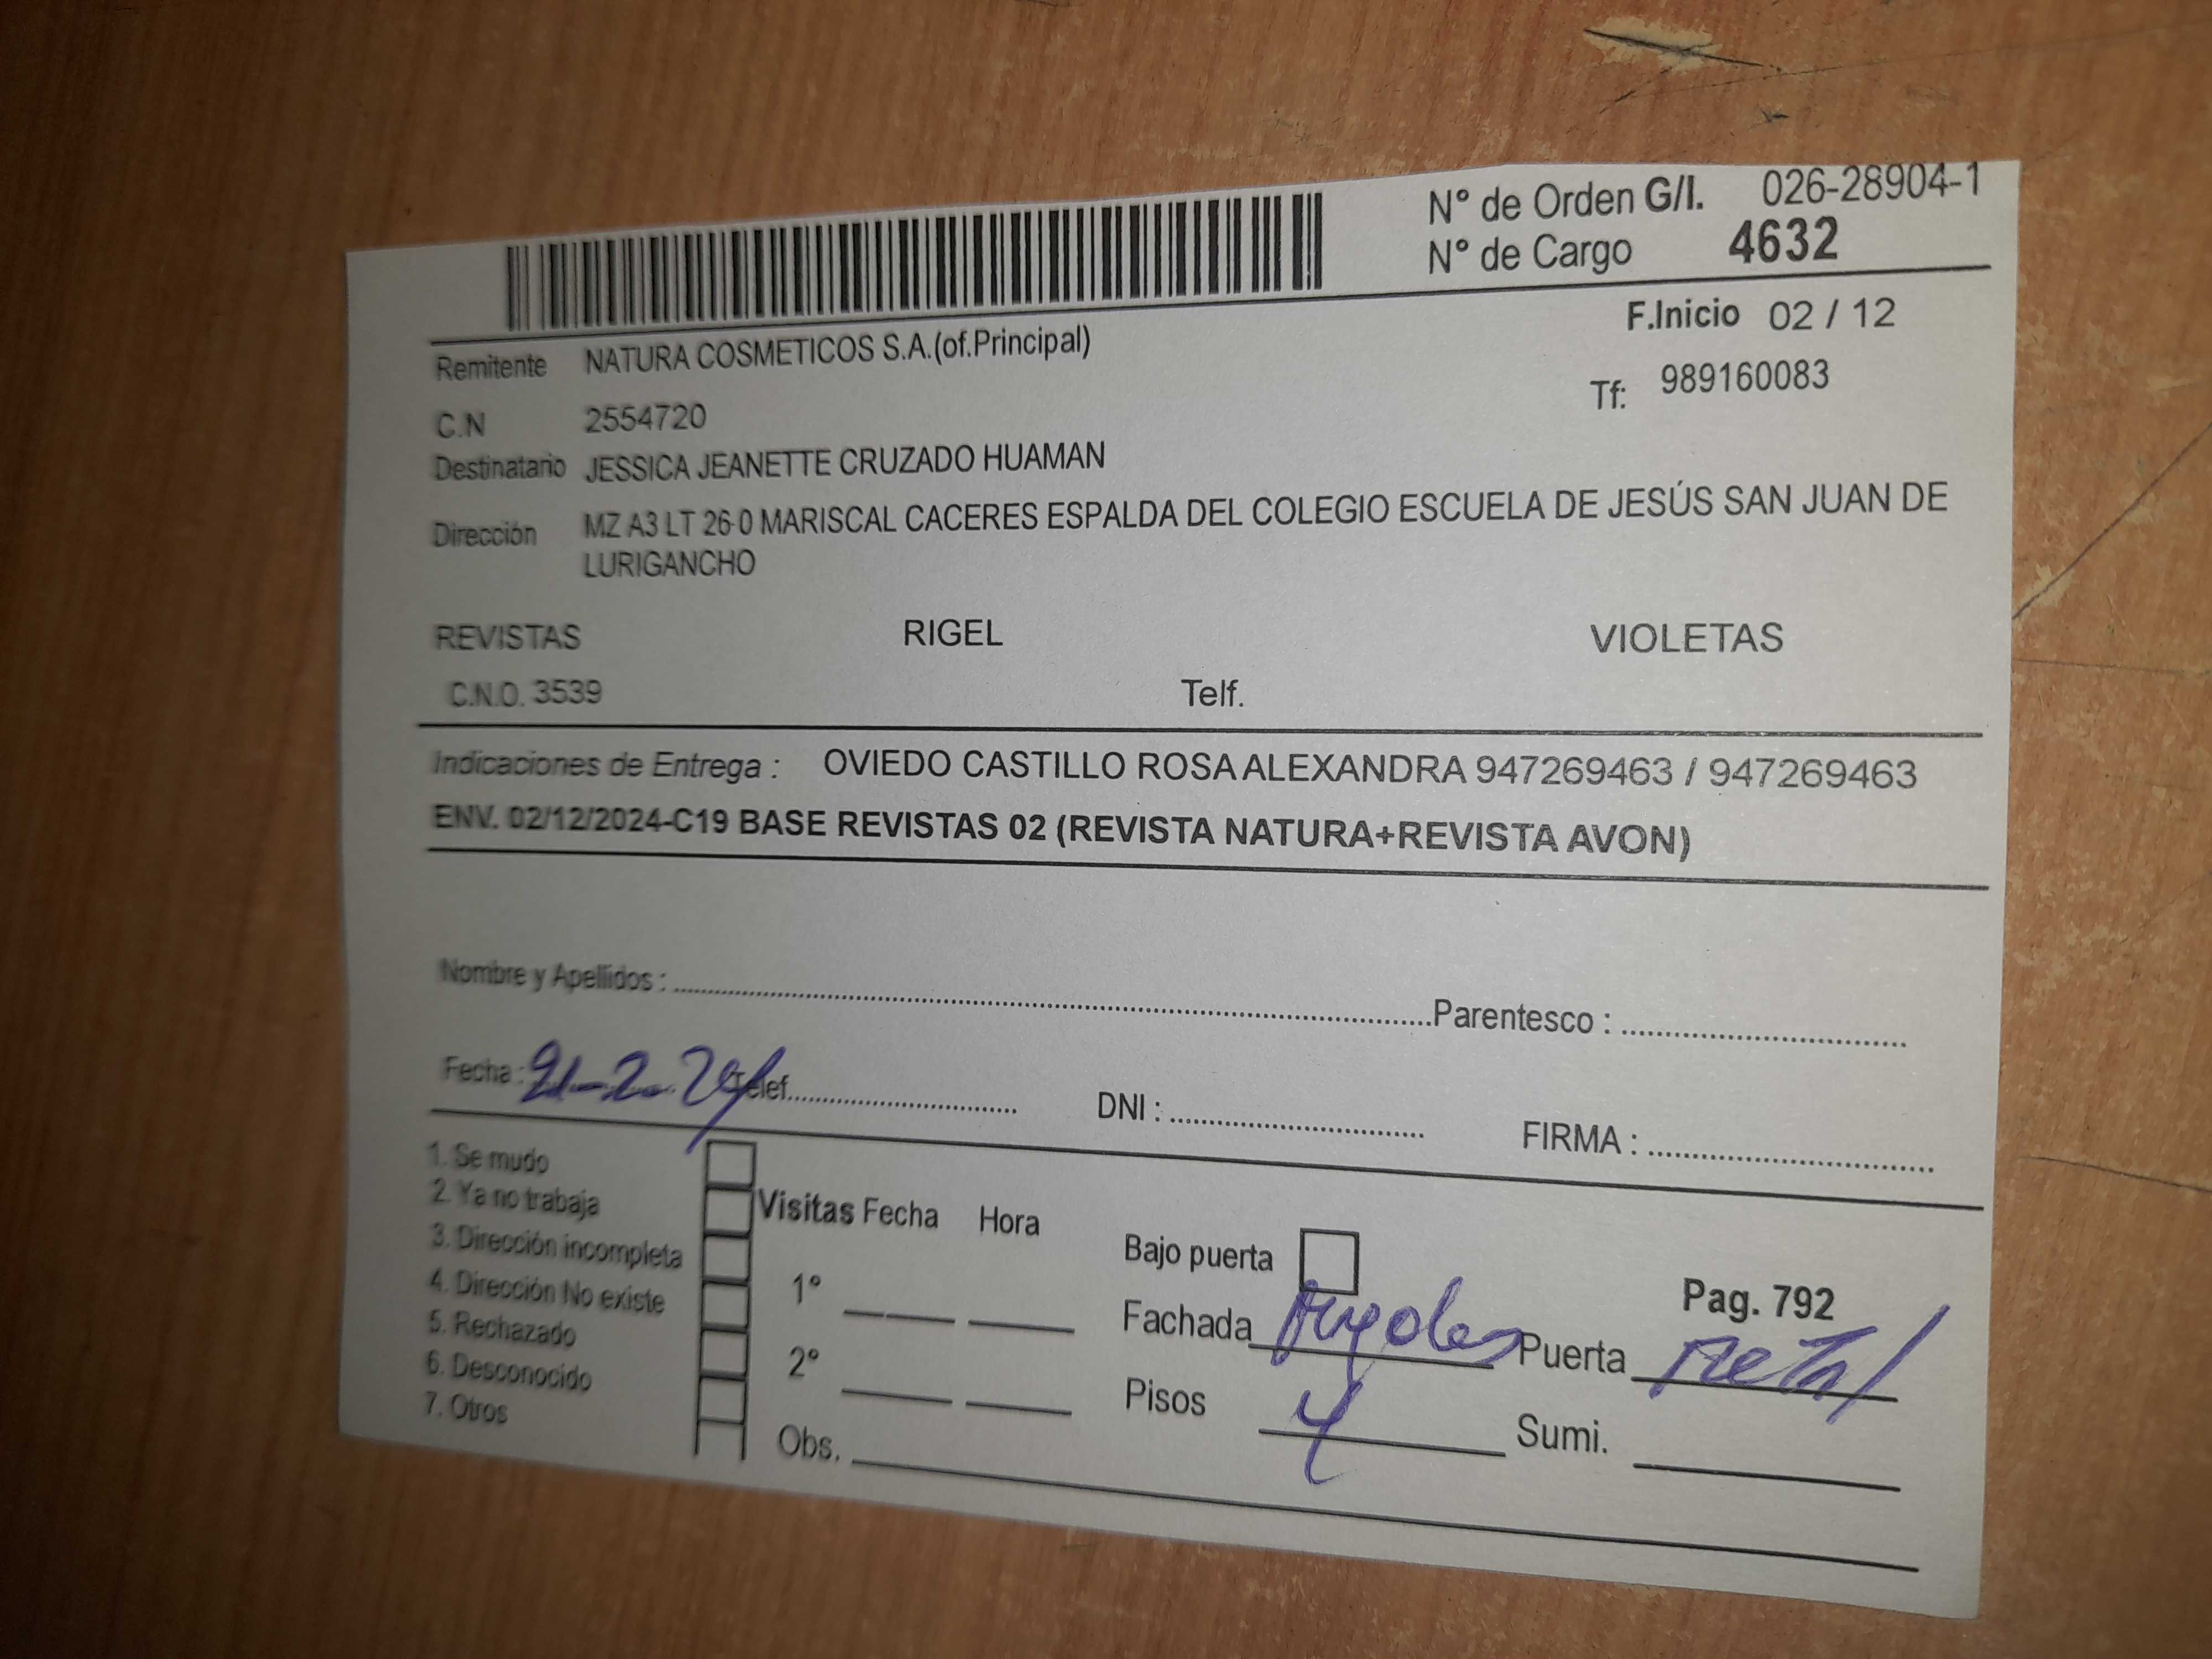 N° de Orden G/I. 026-28904-1
N° de Cargo 4632
F.Inicio 02 / 12
Remitente NATURA COSMETICOS S.A.(of.Principal)
Tf: 989160083
C.N 2554720
Destinatario JESSICA JEANETTE CRUZADO HUAMAN
Dirección MZ A3 LT 26-0 MARISCAL CACERES ESPALDA DEL COLEGIO ESCUELA DE JESÚS SAN JUAN DE
LURIGANCHO
REVISTAS RIGEL VIOLETAS
C.N.O. 3539 Telf.
Indicaciones de Entrega : OVIEDO CASTILLO ROSA ALEXANDRA 947269463 / 947269463
ENV. 02/12/2024-C19 BASE REVISTAS 02 (REVISTA NATURA+REVISTA AVON)
Nombre y Apellidos : Parentesco :
Fecha : Telef. DNI : FIRMA :
1. Se mudo
2. Ya no trabaja
3. Dirección incompleta
4. Dirección No existe
5. Rechazado
6. Desconocido
7. Otros
Visitas Fecha Hora
1°
2°
Obs.
Bajo puerta
Pag. 792
Fachada Puerta Metal
Pisos 4 Sumi.